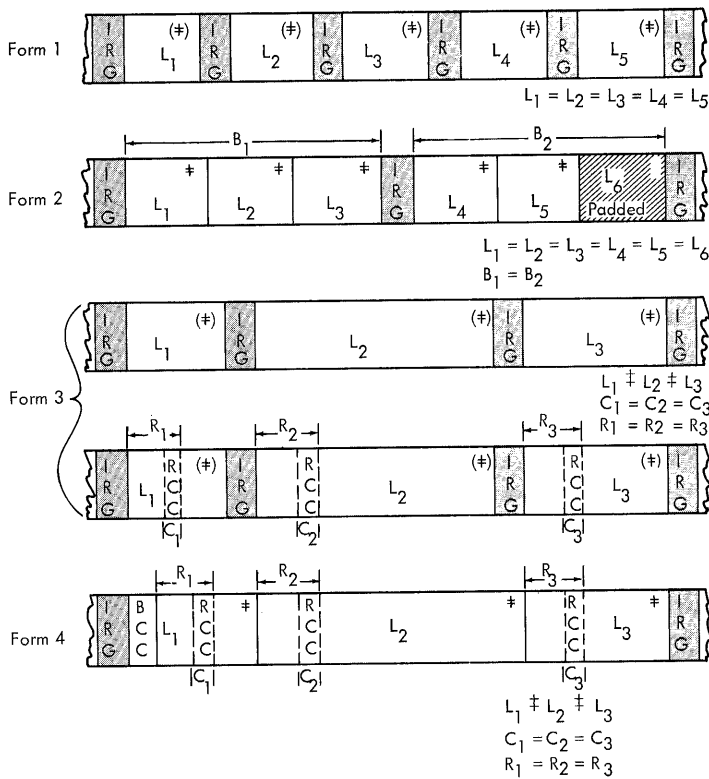 Form 1
I R G (ǂ) L1 I R G (ǂ) L2 I R G (ǂ) L3 I R G (ǂ) L4 I R G (ǂ) L5 I R G
L1 = L2 = L3 = L4 = L5
B1 B2
Form 2
I R G ǂ L1 ǂ L2 ǂ L3 I R G ǂ L4 ǂ L5 L6 Padded I R G
L1 = L2 = L3 = L4 = L5 = L6
B1 = B2
Form 3
I R G (ǂ) L1 I R G (ǂ) L2 I R G (ǂ) L3 I R G
L1 ǂ L2 ǂ L3
C1 = C2 = C3
R1 = R2 = R3
R1 R2 R3
I R G L1 R C C (ǂ) I R G R C C L2 (ǂ) I R G R C C L3 (ǂ) I R G
|C1| |C2| |C3|
R1 R2 R3
Form 4
I R G B C C L1 R C C ǂ R C C L2 ǂ R C C L3 ǂ I R G
|C1| |C2| |C3|
L1 ǂ L2 ǂ L3
C1 = C2 = C3
R1 = R2 = R3